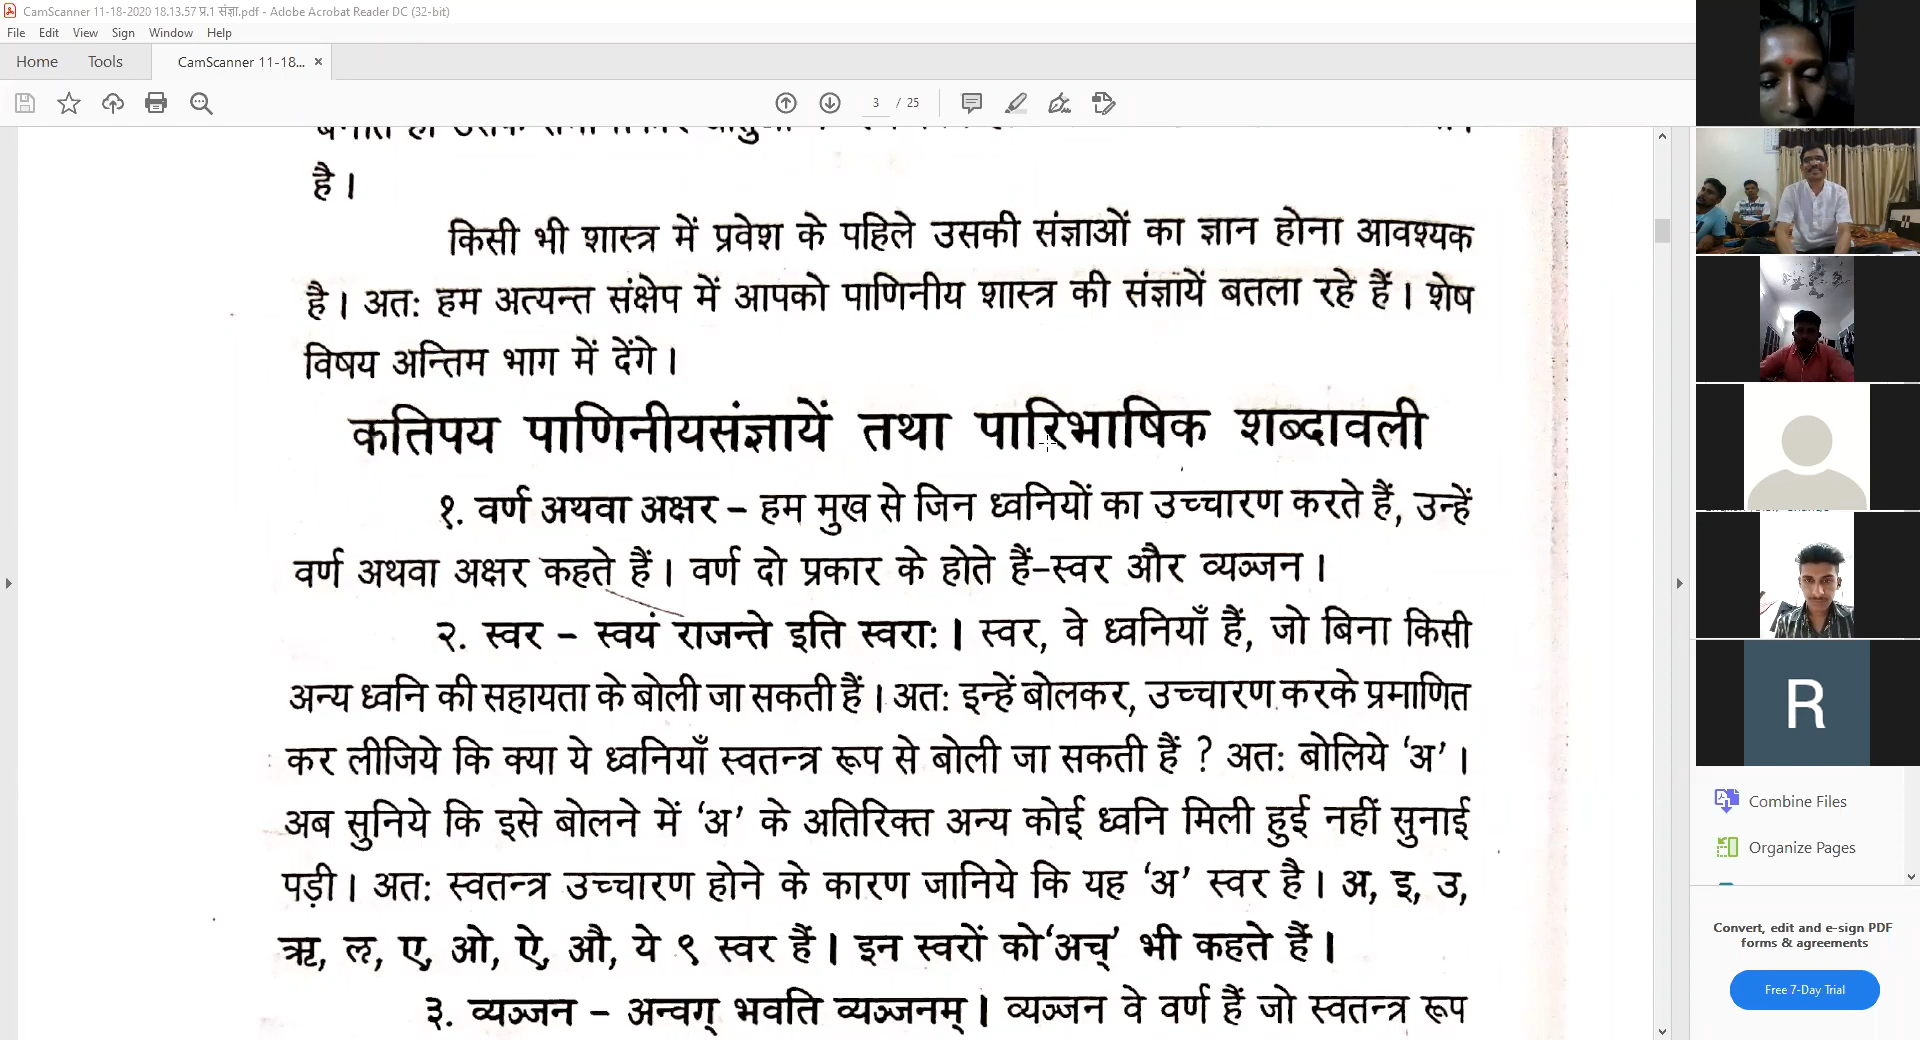 CamScanner 11-18-2020 18.13.57 प्र.1 संज्ञा.pdf - Adobe Acrobat Reader DC (32-bit)
File Edit View Sign Window Help
Home Tools CamScanner 11-18... ×
3 / 25
है ।
किसी भी शास्त्र में प्रवेश के पहिले उसकी संज्ञाओं का ज्ञान होना आवश्यक
है । अतः हम अत्यन्त संक्षेप में आपको पाणिनीय शास्त्र की संज्ञायें बतला रहे हैं । शेष
विषय अन्तिम भाग में देंगे ।
कतिपय पाणिनीयसंज्ञायें तथा पारिभाषिक शब्दावली
१. वर्ण अथवा अक्षर – हम मुख से जिन ध्वनियों का उच्चारण करते हैं, उन्हें
वर्ण अथवा अक्षर कहते हैं । वर्ण दो प्रकार के होते हैं–स्वर और व्यञ्जन ।
२. स्वर – स्वयं राजन्ते इति स्वराः । स्वर, वे ध्वनियाँ हैं, जो बिना किसी
अन्य ध्वनि की सहायता के बोली जा सकती हैं । अतः इन्हें बोलकर, उच्चारण करके प्रमाणित
कर लीजिये कि क्या ये ध्वनियाँ स्वतन्त्र रूप से बोली जा सकती हैं ? अतः बोलिये ‘अ’ ।
अब सुनिये कि इसे बोलने में ‘अ’ के अतिरिक्त अन्य कोई ध्वनि मिली हुई नहीं सुनाई
पड़ी । अतः स्वतन्त्र उच्चारण होने के कारण जानिये कि यह ‘अ’ स्वर है । अ, इ, उ,
ऋ, ल, ए, ओ, ऐ, औ, ये ९ स्वर हैं । इन स्वरों को ‘अच्’ भी कहते हैं ।
३. व्यञ्जन – अन्वग् भवति व्यञ्जनम् । व्यञ्जन वे वर्ण हैं जो स्वतन्त्र रूप
R
Combine Files
Organize Pages
Convert, edit and e-sign PDF
forms & agreements
Free 7-Day Trial